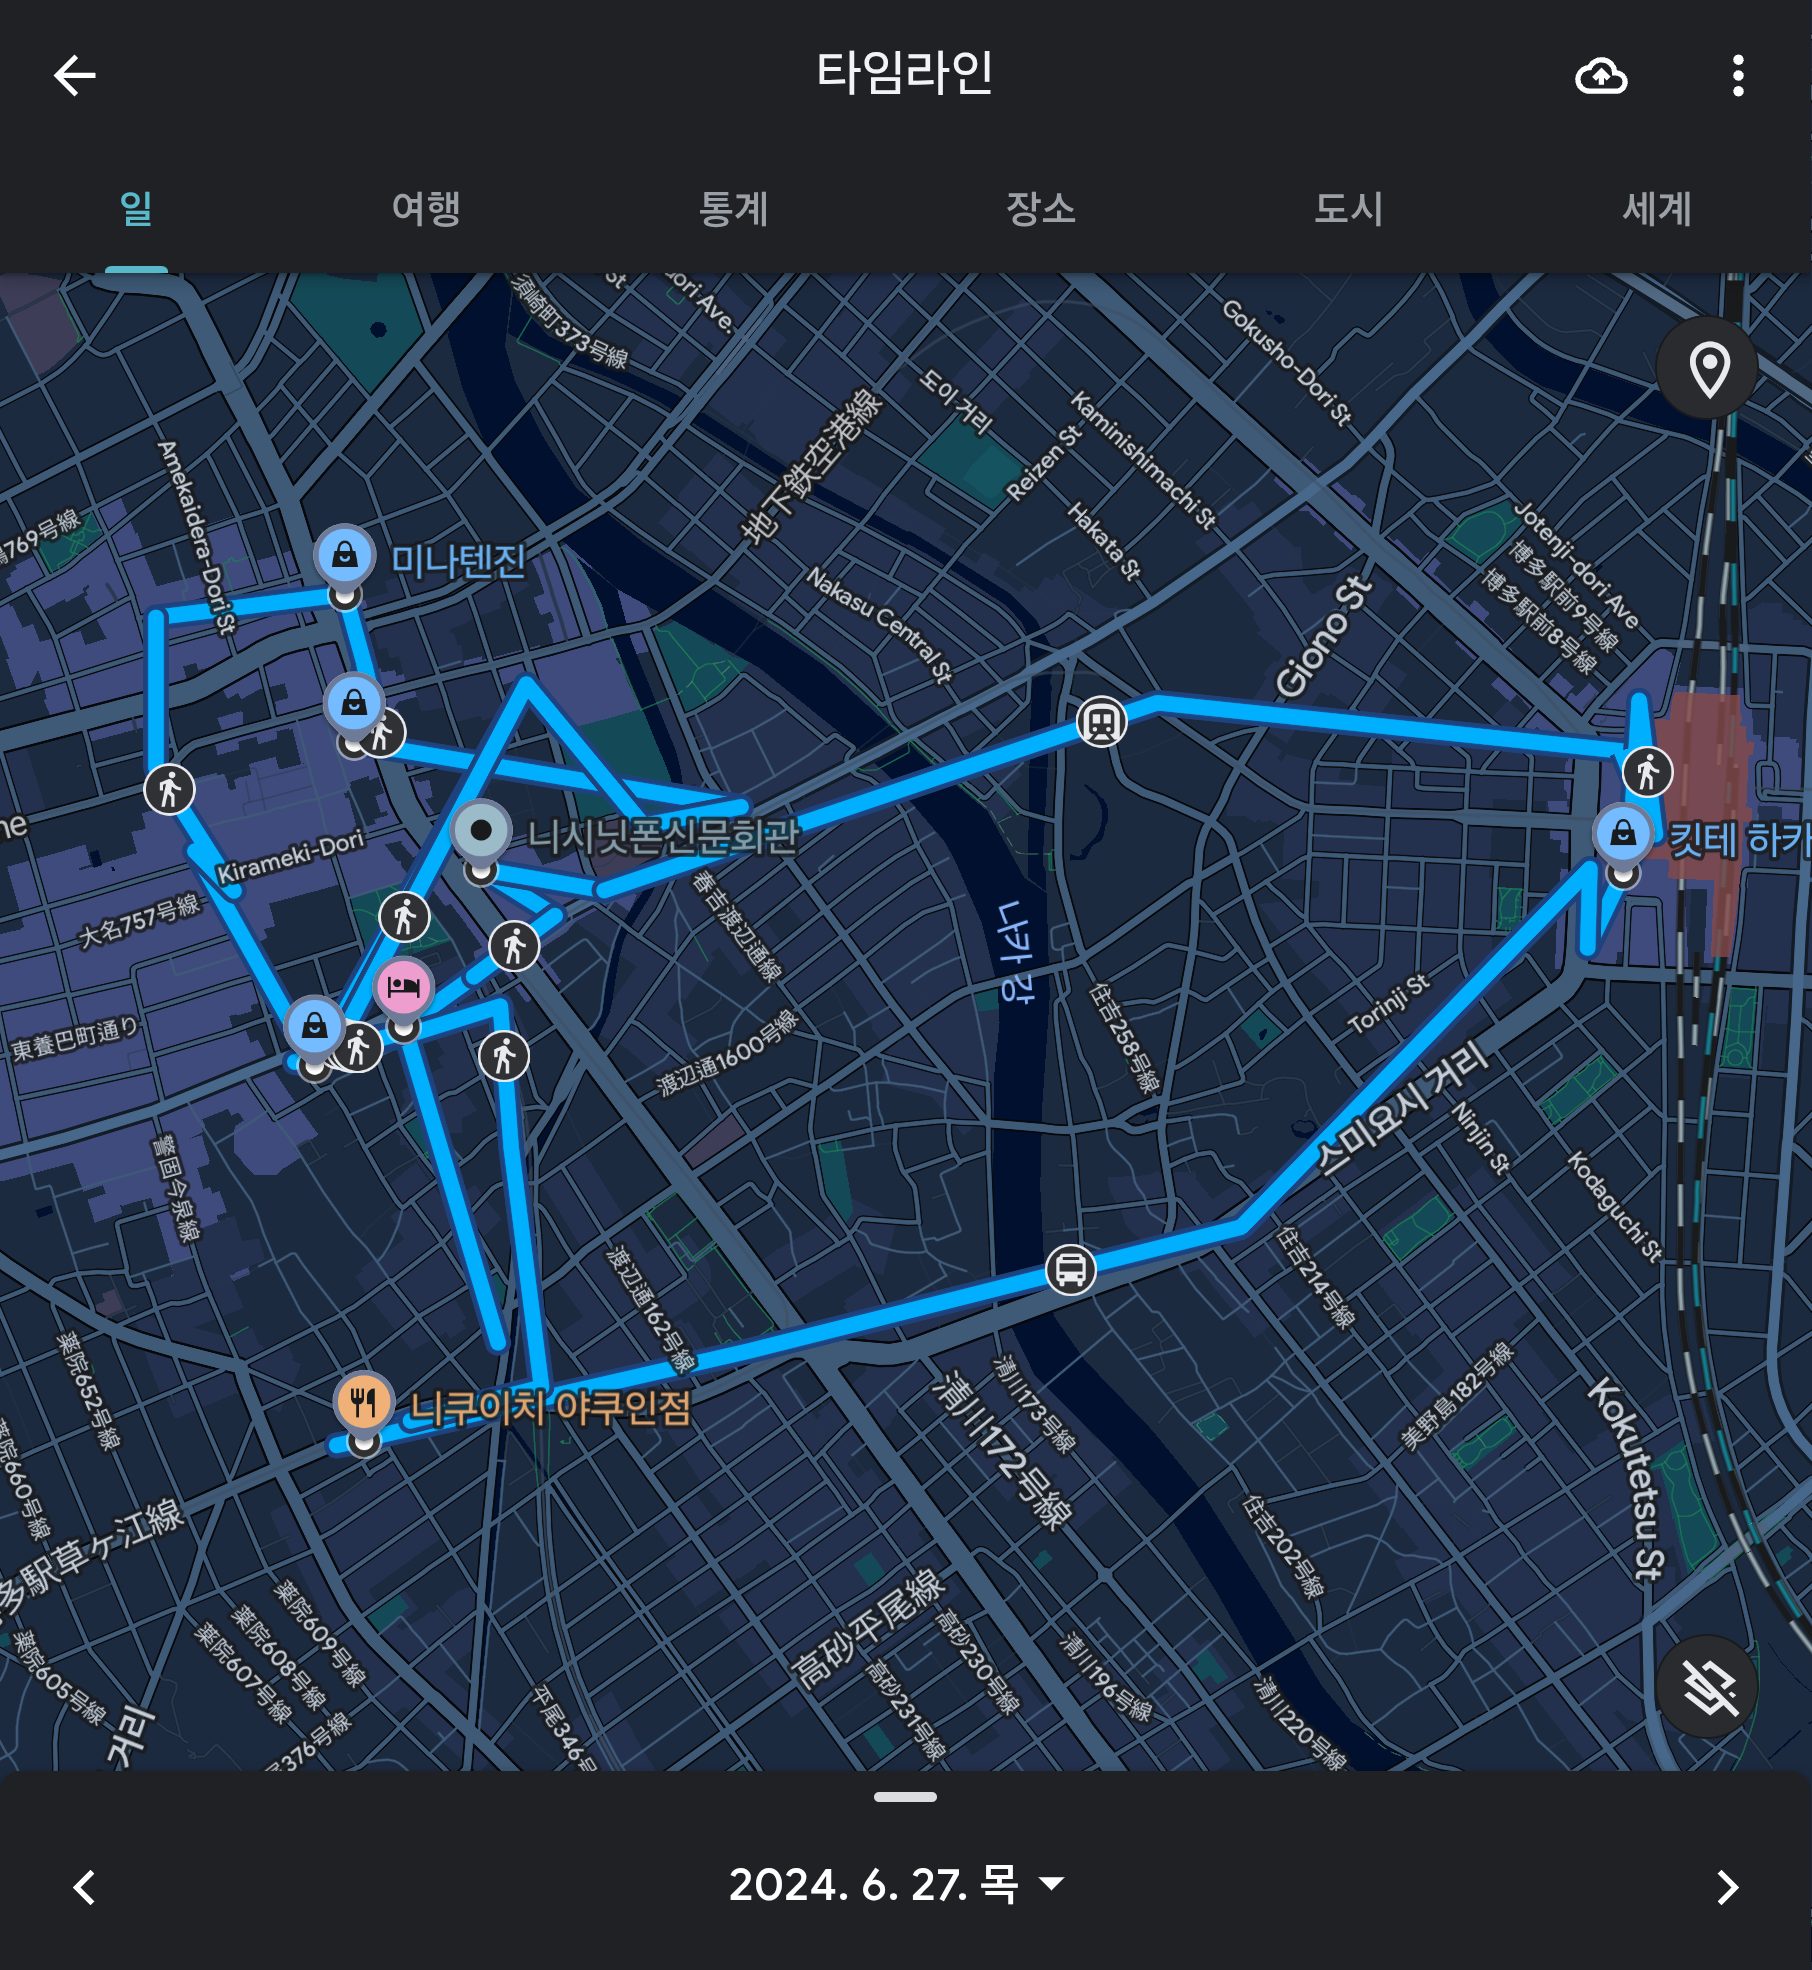 타임라인
일
여행
통계
장소
도시
세계
須崎町373号線
Gokusho-Dori St
地下鉄空港線
도이 거리
Reizen St
Kaminishimachi St
Hakata St
Amekaidera-Dori St
769号線
미나텐진
Nakasu Central St
Giono St
Jotenji-dori Ave
博多駅前9号線
博多駅前8号線
Kirameki-Dori
니시닛폰신문회관
킷테 하카
大名757号線
春吉渡辺通線
나카 강
東養巴町通り
渡辺通1600号線
住吉258号線
Torinji St
스미요시 거리
Ninjin St
Kodaguchi St
警固今泉線
渡辺通162号線
住吉214号線
薬院652号線
니쿠이치 야쿠인점
清川173号線
清川172号線
美野島182号線
Kokutetsu St
薬院660号線
多駅草ヶ江線
住吉202号線
薬院609号線
薬院608号線
薬院607号線
薬院605号線
高砂平尾線
高砂230号線
高砂231号線
清川196号線
清川220号線
平尾346号
376号線
거리
2024. 6. 27. 목